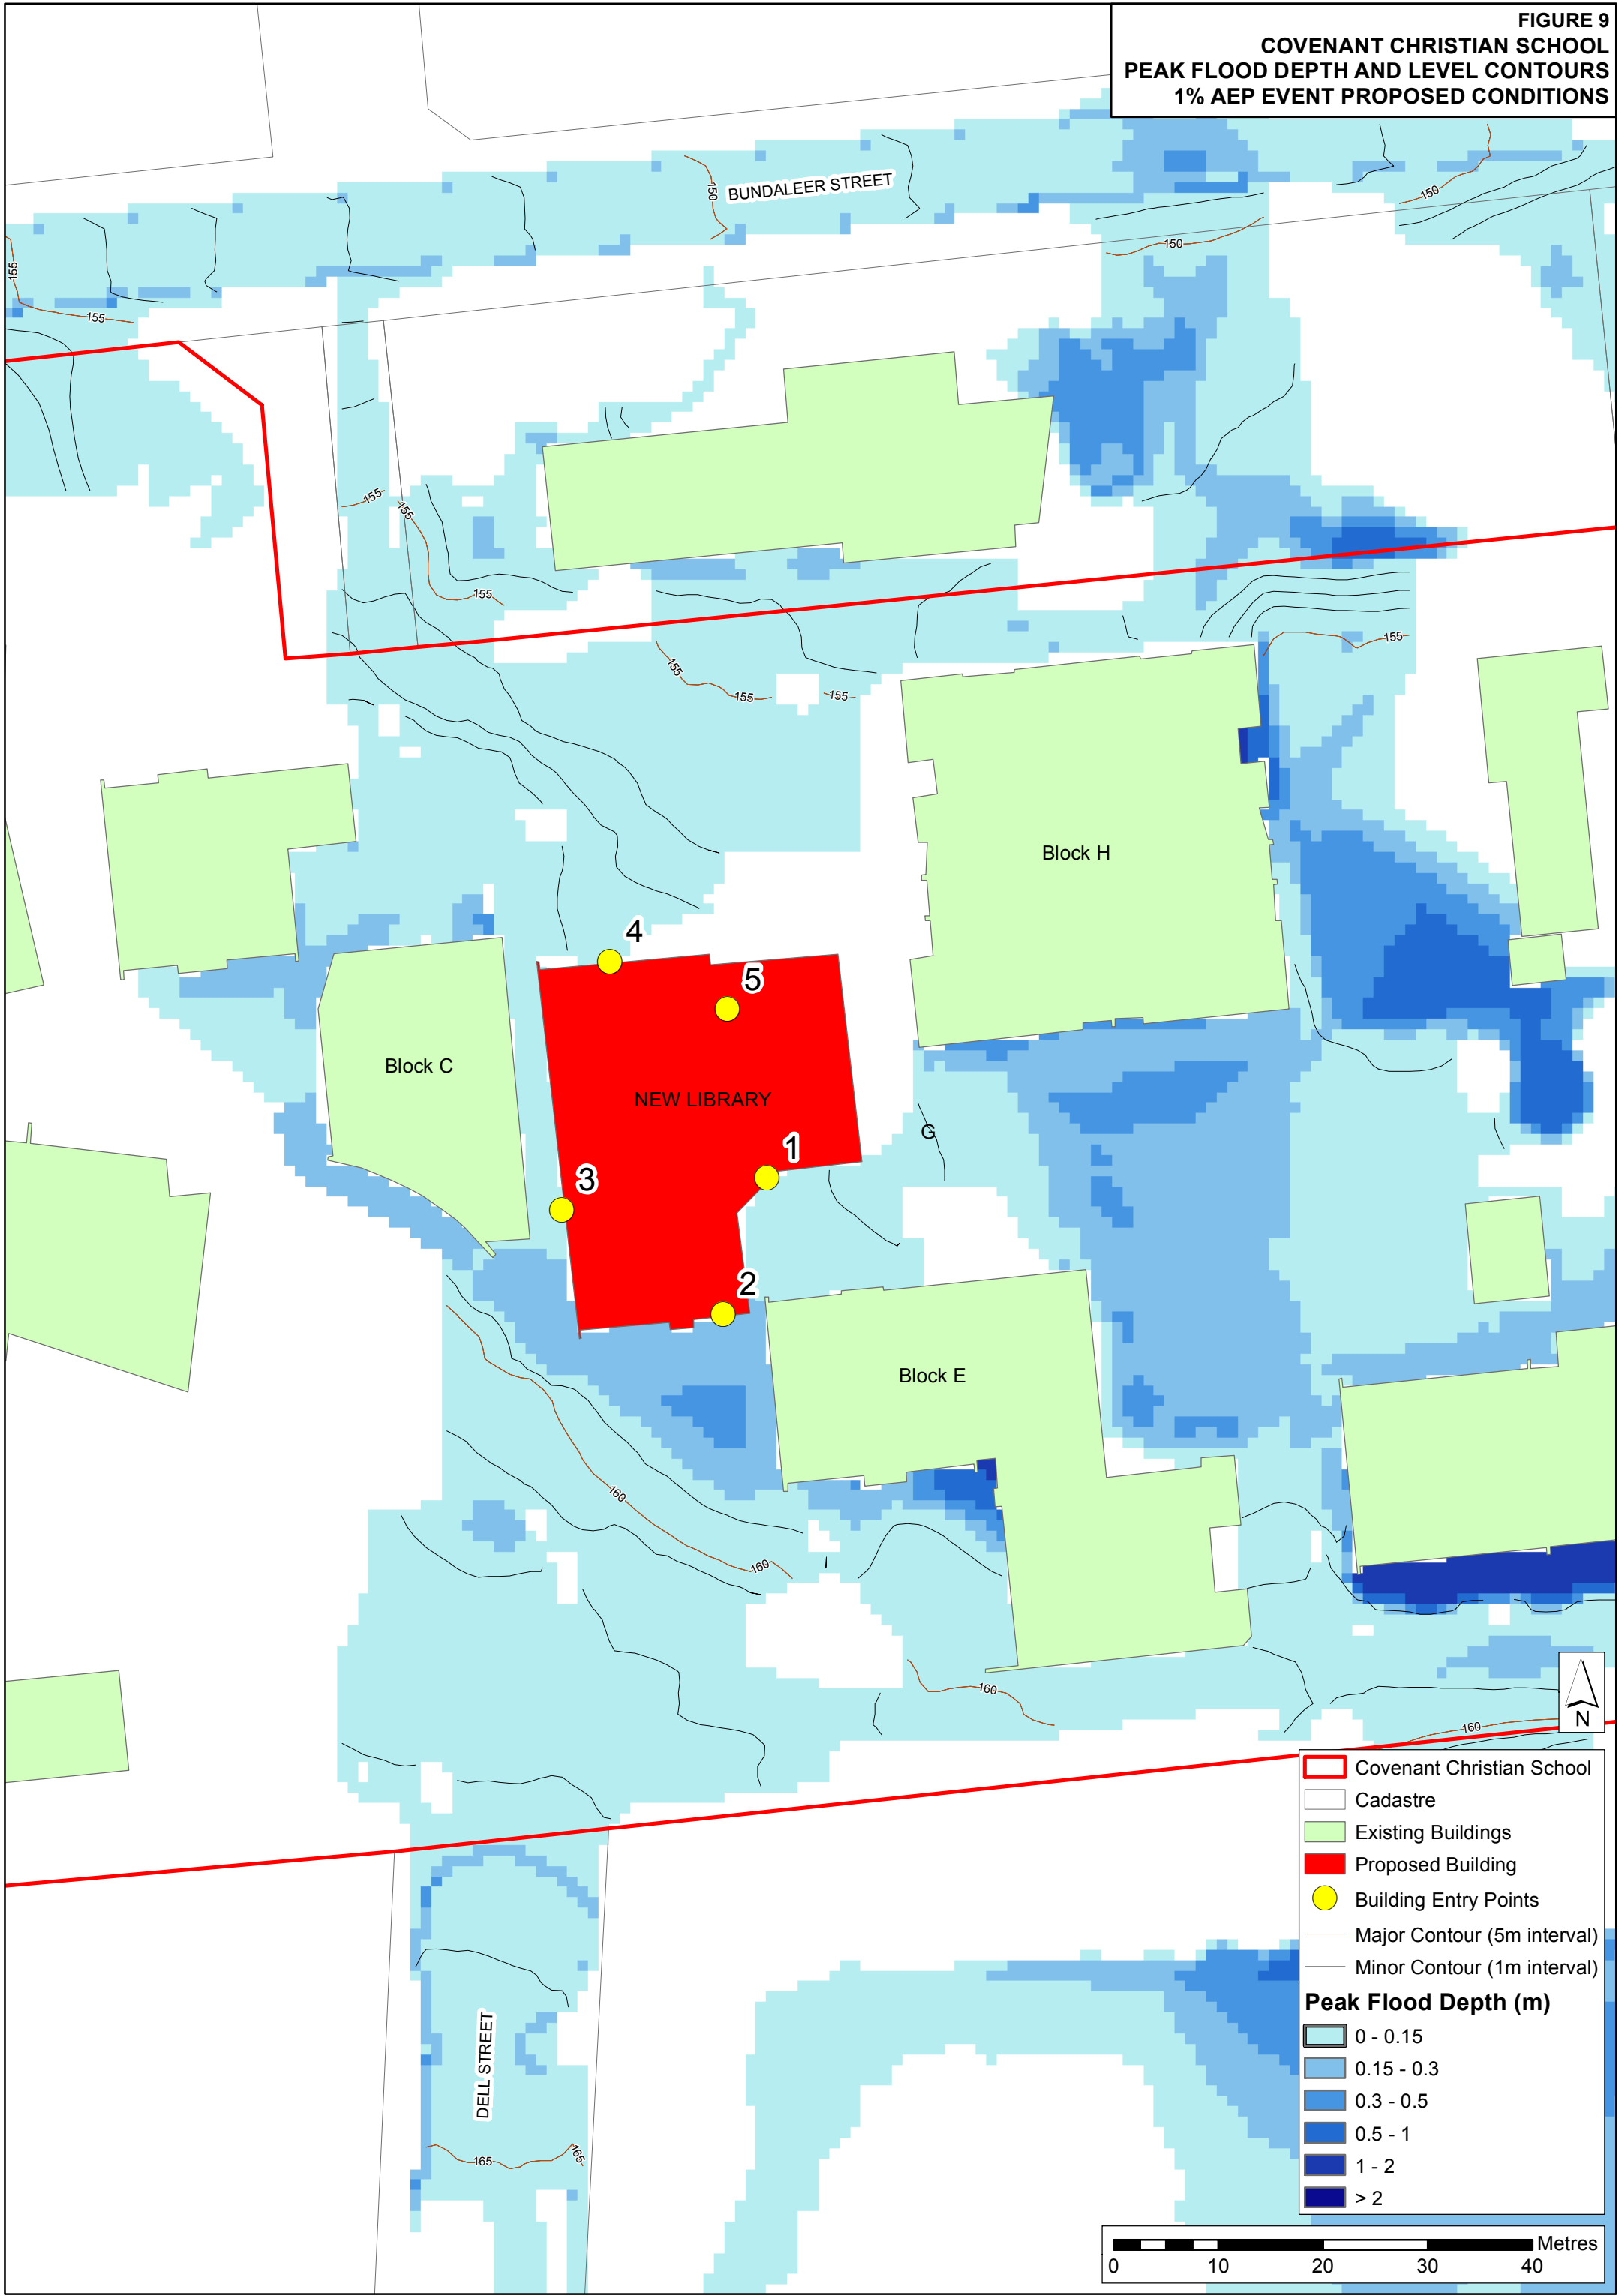 FIGURE 9
COVENANT CHRISTIAN SCHOOL
PEAK FLOOD DEPTH AND LEVEL CONTOURS
1% AEP EVENT PROPOSED CONDITIONS
BUNDALEER STREET
150
150
150
155
155
155
155
155
155
155
155
155
Block H
4
5
Block C
NEW LIBRARY
G
1
3
2
Block E
160
160
160
160
N
DELL STREET
165
165
Covenant Christian School
Cadastre
Existing Buildings
Proposed Building
Building Entry Points
Major Contour (5m interval)
Minor Contour (1m interval)
Peak Flood Depth (m)
0 - 0.15
0.15 - 0.3
0.3 - 0.5
0.5 - 1
1 - 2
> 2
Metres
0 10 20 30 40